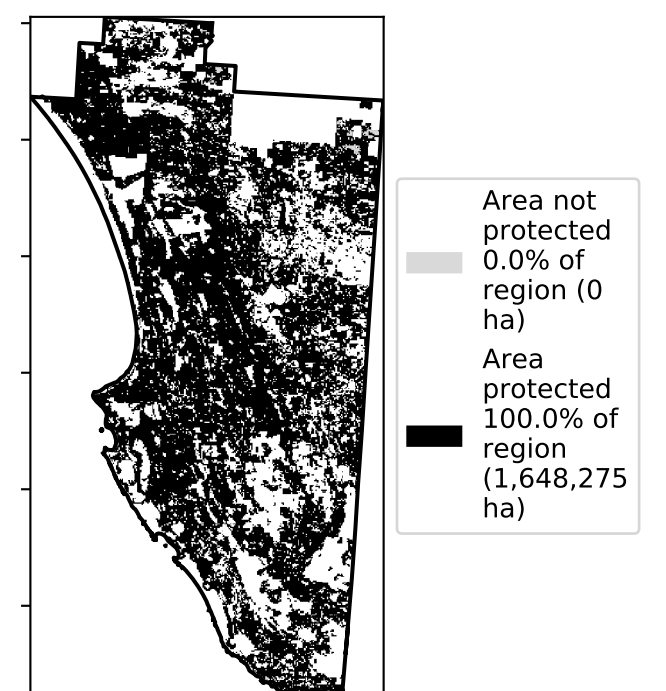 Area not
protected
0.0% of
region (0
ha)
Area
protected
100.0% of
region
(1,648,275
ha)